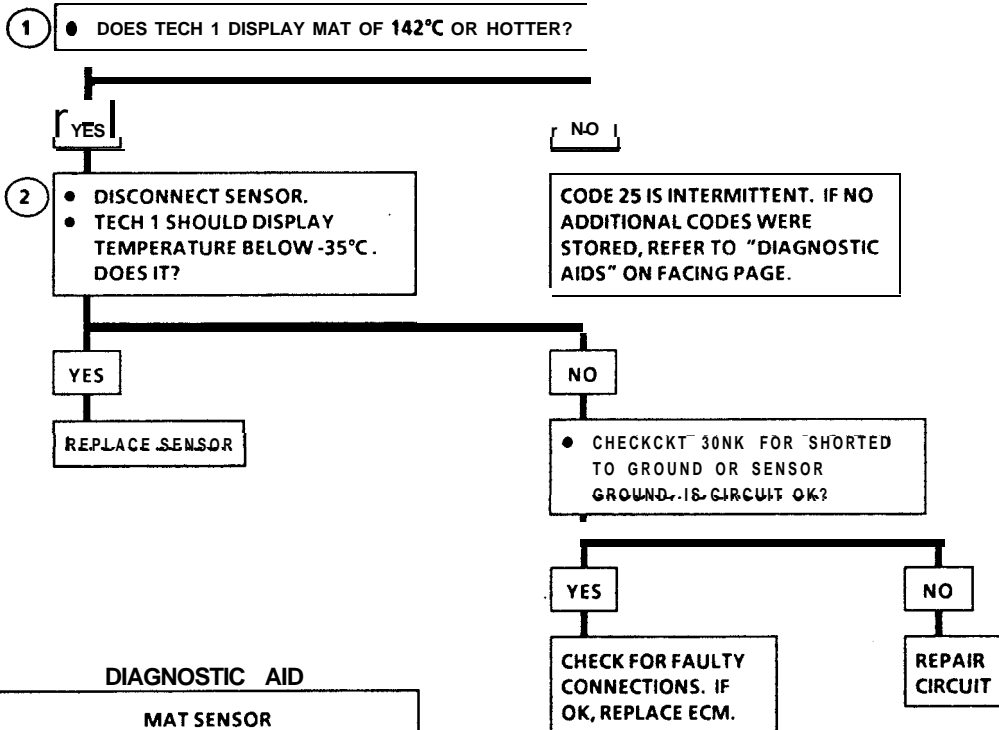 1
● DOES TECH 1 DISPLAY MAT OF 142°C OR HOTTER?
YES
NO
2
● DISCONNECT SENSOR.
● TECH 1 SHOULD DISPLAY
TEMPERATURE BELOW -35°C.
DOES IT?
CODE 25 IS INTERMITTENT. IF NO
ADDITIONAL CODES WERE
STORED, REFER TO "DIAGNOSTIC
AIDS" ON FACING PAGE.
YES
NO
REPLACE SENSOR
● CHECKCKT 30NK FOR SHORTED
TO GROUND OR SENSOR
GROUND. IS CIRCUIT OK?
YES
NO
CHECK FOR FAULTY
CONNECTIONS. IF
OK, REPLACE ECM.
REPAIR
CIRCUIT
DIAGNOSTIC AID
MAT SENSOR